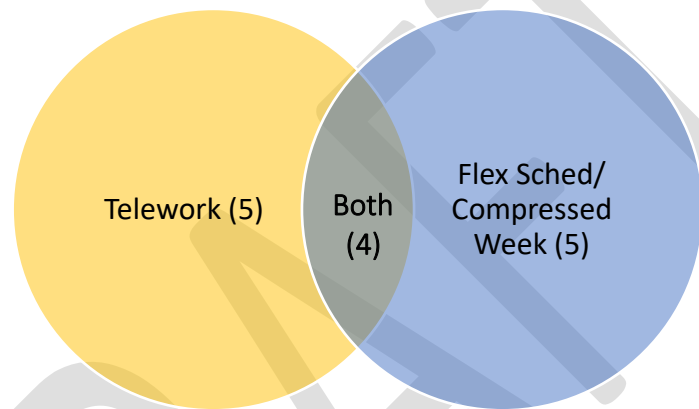 Telework (5)
Both
(4)
Flex Sched/
Compressed
Week (5)